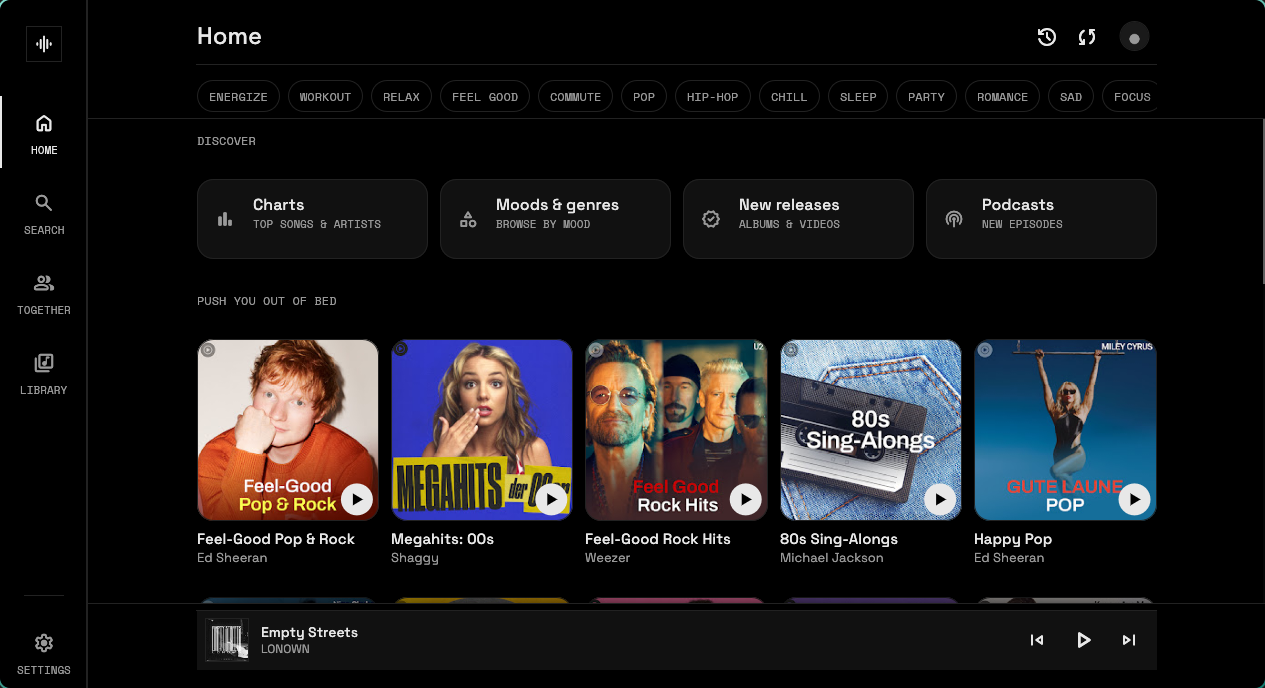 Home
ENERGIZE
WORKOUT
RELAX
FEEL GOOD
COMMUTE
POP
HIP-HOP
CHILL
SLEEP
PARTY
ROMANCE
SAD
FOCUS
HOME
SEARCH
TOGETHER
LIBRARY
SETTINGS
DISCOVER
Charts
TOP SONGS & ARTISTS
Moods & genres
BROWSE BY MOOD
New releases
ALBUMS & VIDEOS
Podcasts
NEW EPISODES
PUSH YOU OUT OF BED
Feel-Good
Pop & Rock
MEGAHITS der 00er
U2
Feel Good
Rock Hits
80s
Sing-Alongs
MILEY CYRUS
GUTE LAUNE
POP
Feel-Good Pop & Rock
Ed Sheeran
Megahits: 00s
Shaggy
Feel-Good Rock Hits
Weezer
80s Sing-Alongs
Michael Jackson
Happy Pop
Ed Sheeran
Empty Streets
LONOWN